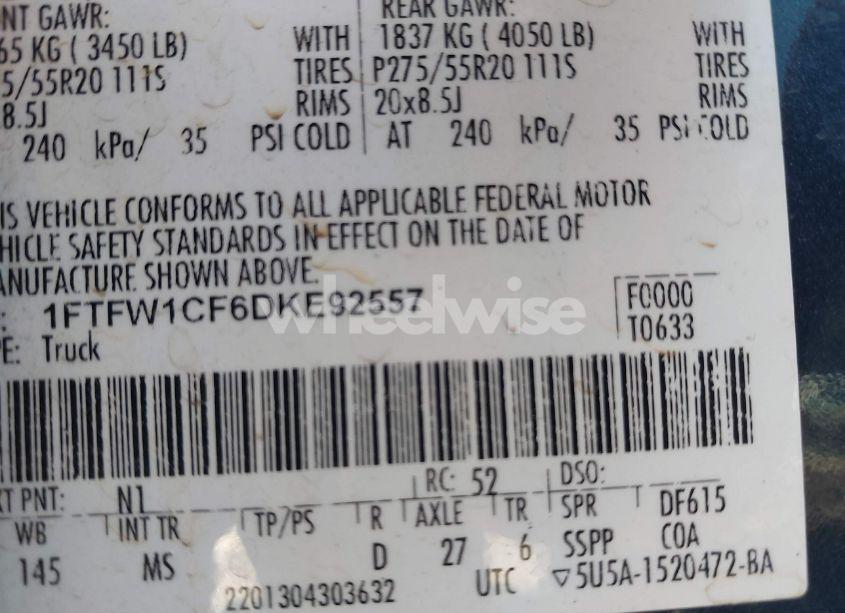 NT GAWR: REAR GAWR:
65 KG ( 3450 LB) WITH 1837 KG ( 4050 LB) WITH
5/55R20 111S TIRES P275/55R20 111S TIRES
8.5J RIMS 20x8.5J RIMS
240 kPa/ 35 PSI COLD AT 240 kPa/ 35 PSI COLD
IS VEHICLE CONFORMS TO ALL APPLICABLE FEDERAL MOTOR
HICLE SAFETY STANDARDS IN EFFECT ON THE DATE OF
ANUFACTURE SHOWN ABOVE.
: 1FTFW1CF6DKE92557 F0000
E: Truck T0633
wheelwise
T PNT: N1 RC: 52 DSO:
WB INT TR TP/PS R AXLE TR SPR DF615
145 MS D 27 6 SSPP COA
2201304303632 UTC ▽5U5A-1520472-BA